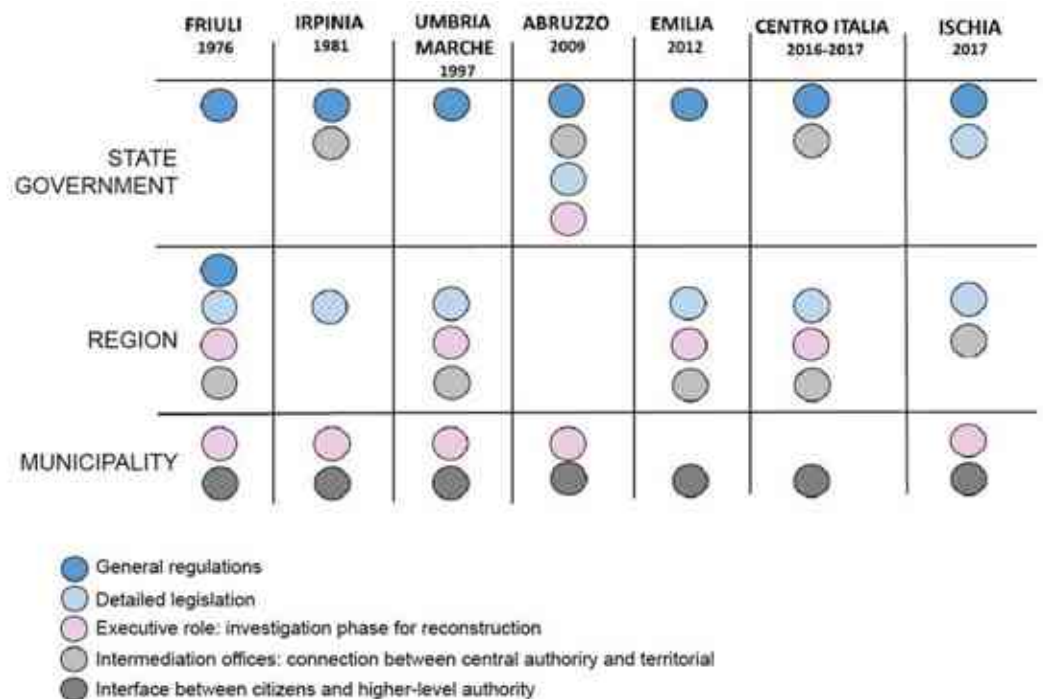 FRIULI
1976
IRPINIA
1981
UMBRIA
MARCHE
1997
ABRUZZO
2009
EMILIA
2012
CENTRO ITALIA
2016-2017
ISCHIA
2017
STATE
GOVERNMENT
REGION
MUNICIPALITY
General regulations
Detailed legislation
Executive role: investigation phase for reconstruction
Intermediation offices: connection between central authoriry and territorial
Interface between citizens and higher-level authority